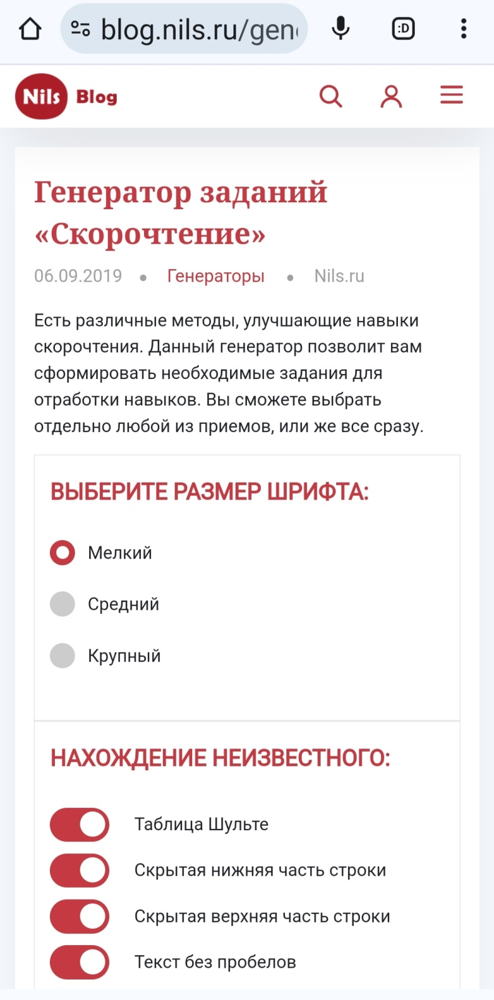 blog.nils.ru/gen
:D
Nils Blog
Генератор заданий
«Скорочтение»
06.09.2019 • Генераторы • Nils.ru
Есть различные методы, улучшающие навыки
скорочтения. Данный генератор позволит вам
сформировать необходимые задания для
отработки навыков. Вы сможете выбрать
отдельно любой из приемов, или же все сразу.
ВЫБЕРИТЕ РАЗМЕР ШРИФТА:
Мелкий
Средний
Крупный
НАХОЖДЕНИЕ НЕИЗВЕСТНОГО:
Таблица Шульте
Скрытая нижняя часть строки
Скрытая верхняя часть строки
Текст без пробелов